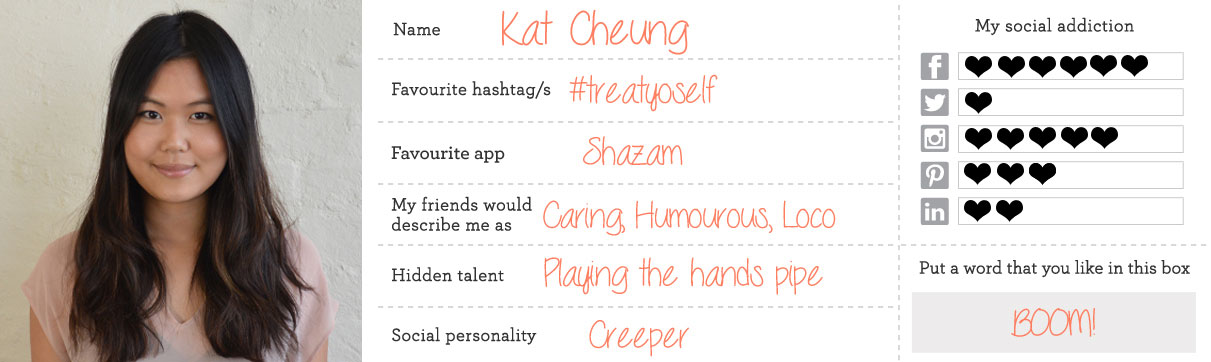 Name Kat Cheung
Favourite hashtag/s #treatyoself
Favourite app Shazam
My friends would
describe me as Caring, Humourous, Loco
Hidden talent Playing the hands pipe
Social personality Creeper
My social addiction
Put a word that you like in this box
BOOM!